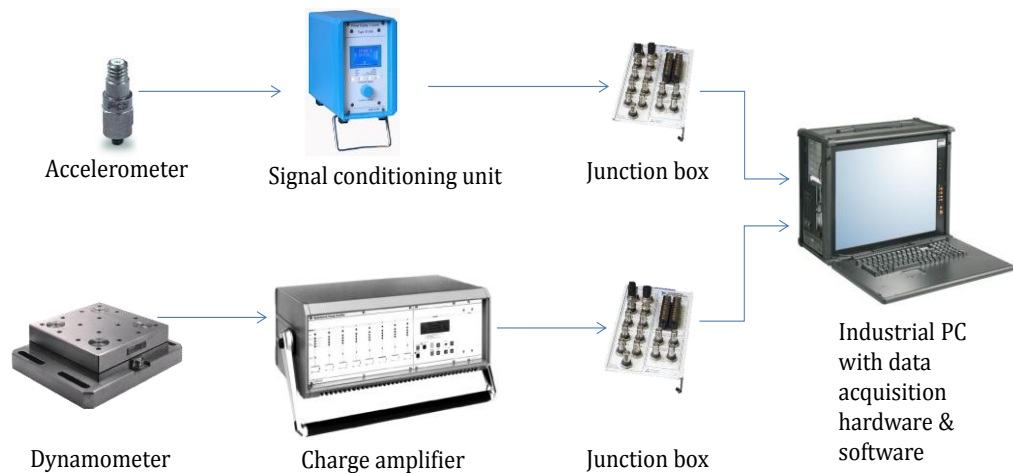 Accelerometer
Signal conditioning unit
Junction box
Dynamometer
Charge amplifier
Junction box
Industrial PC
with data
acquisition
hardware &
software